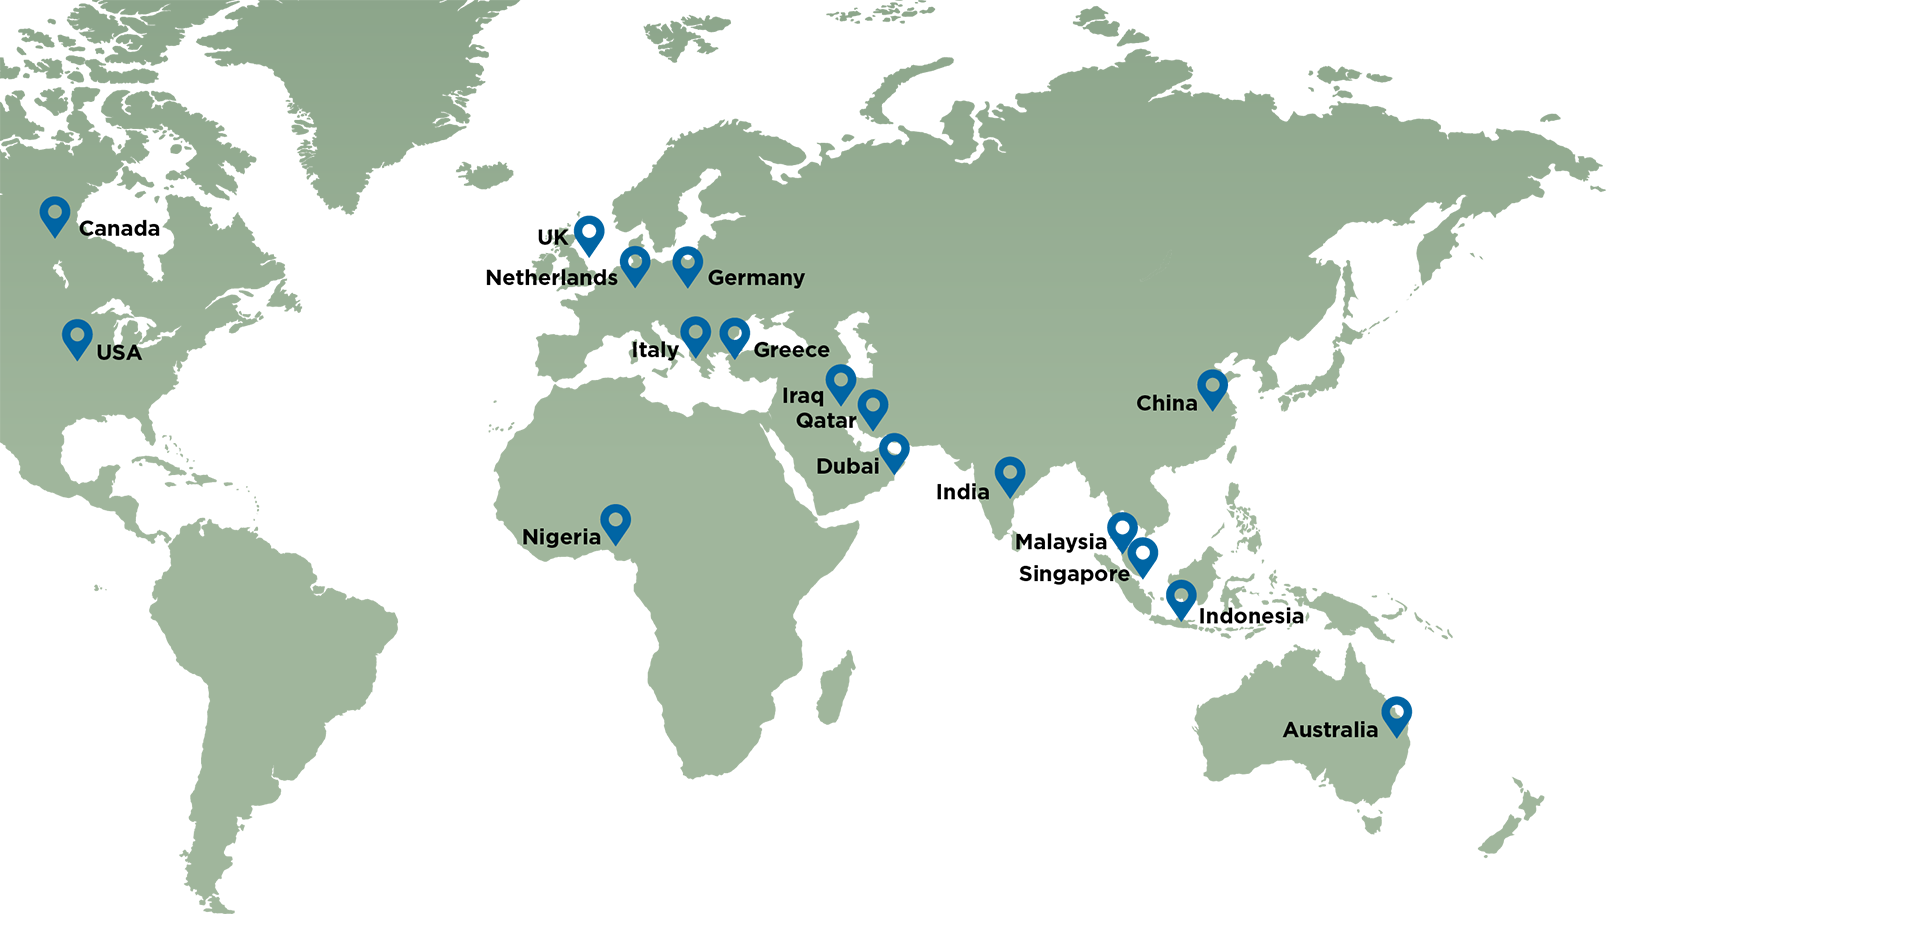 Canada
UK
Netherlands
Germany
USA
Italy
Greece
Iraq
Qatar
China
Dubai
India
Nigeria
Malaysia
Singapore
Indonesia
Australia